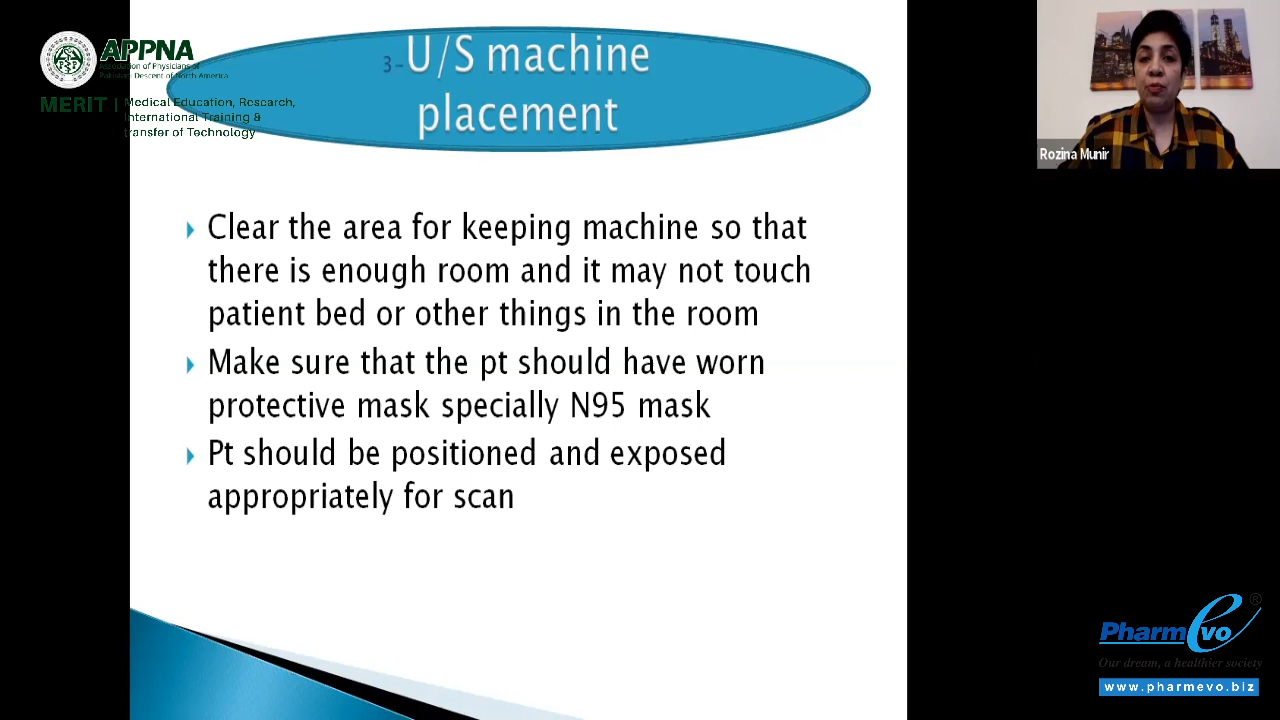 APPNA
Association of Physicians of
Pakistani Descent of North America
MERIT | Medical Education, Research,
International Training &
transfer of Technology
3-U/S machine
placement
Clear the area for keeping machine so that
there is enough room and it may not touch
patient bed or other things in the room
Make sure that the pt should have worn
protective mask specially N95 mask
Pt should be positioned and exposed
appropriately for scan
Rozina Munir
PharmEvo ®
Our dream, a healthier society
www.pharmevo.biz